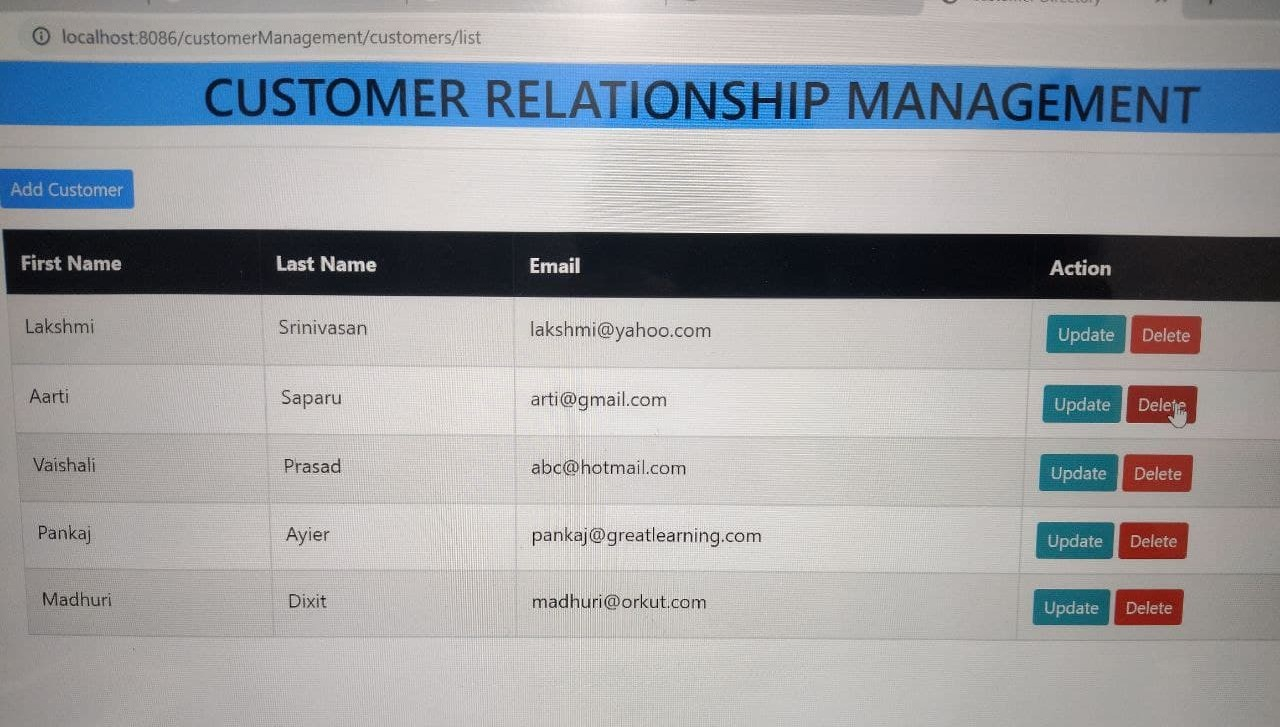 localhost:8086/customerManagement/customers/list
CUSTOMER RELATIONSHIP MANAGEMENT
Add Customer
First Name Last Name Email Action
Lakshmi Srinivasan lakshmi@yahoo.com Update Delete
Aarti Saparu arti@gmail.com Update Delete
Vaishali Prasad abc@hotmail.com Update Delete
Pankaj Ayier pankaj@greatlearning.com Update Delete
Madhuri Dixit madhuri@orkut.com Update Delete